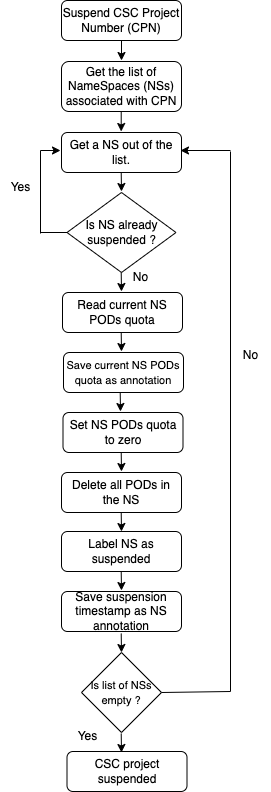 Suspend CSC Project
Number (CPN)
Get the list of
NameSpaces (NSs)
associated with CPN
Get a NS out of the
list.
Yes
Is NS already
suspended ?
No
Read current NS
PODs quota
No
Save current NS PODs
quota as annotation
Set NS PODs quota
to zero
Delete all PODs in
the NS
Label NS as
suspended
Save suspension
timestamp as NS
annotation
Is list of NSs
empty ?
Yes
CSC project
suspended